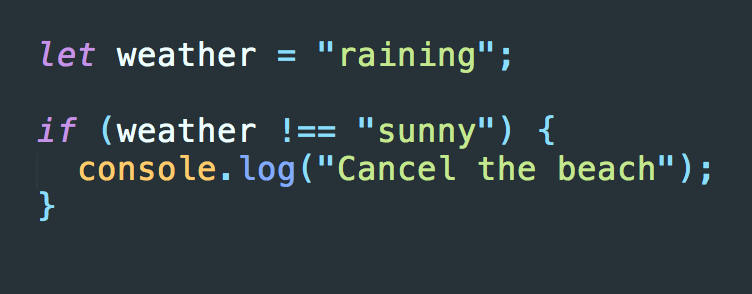 let weather = "raining";
if (weather !== "sunny") {
  console.log("Cancel the beach");
}